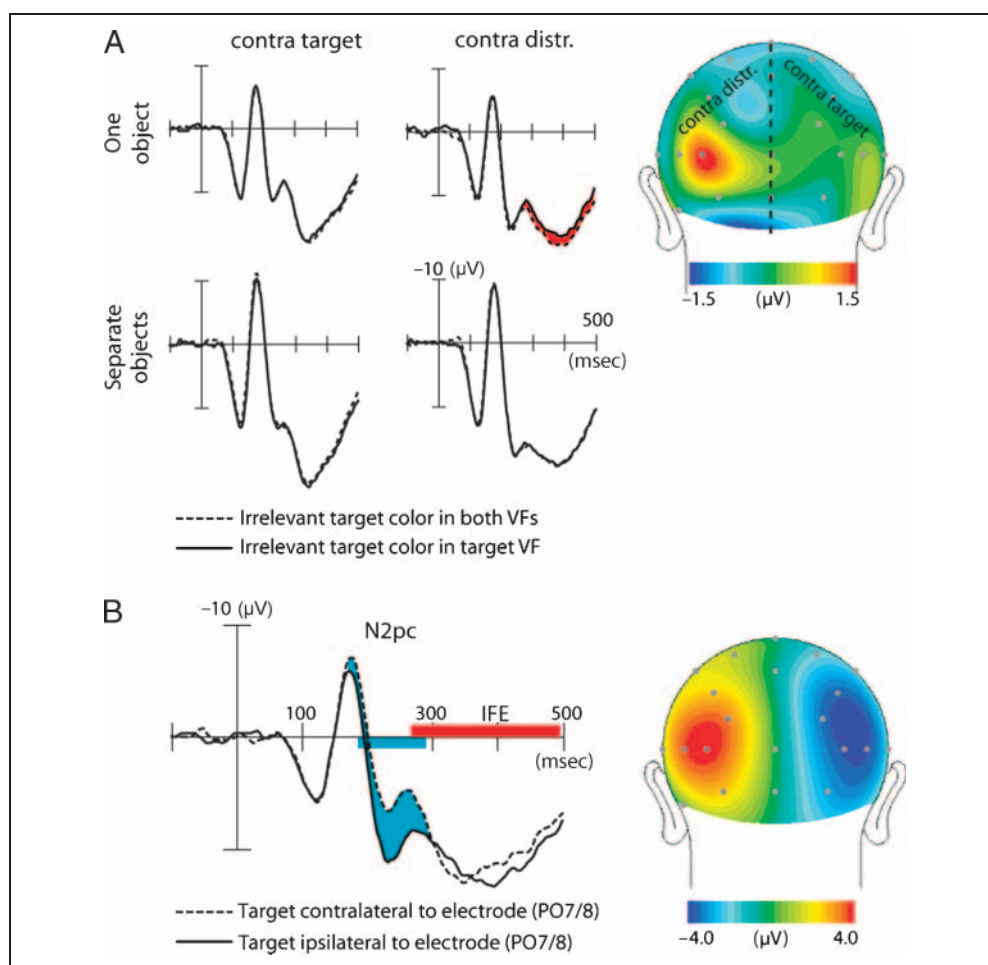 A
contra target
contra distr.
One
object
contra distr.
contra target
−1.5 (µV) 1.5
−10 (µV)
500
(msec)
Separate
objects
Irrelevant target color in both VFs
Irrelevant target color in target VF
B
−10 (µV)
N2pc
100 300 IFE 500
(msec)
Target contralateral to electrode (PO7/8)
Target ipsilateral to electrode (PO7/8)
−4.0 (µV) 4.0